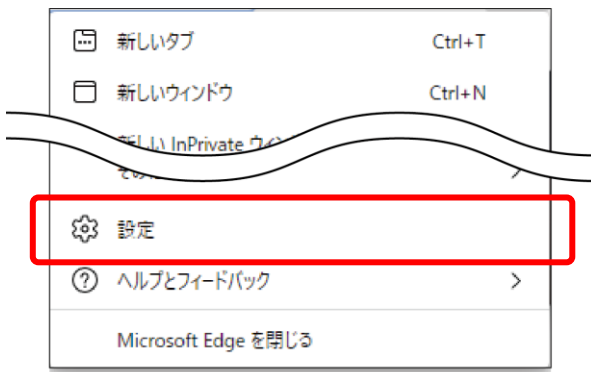 新しいタブ Ctrl+T
新しいウィンドウ Ctrl+N
新しい InPrivate ウィン
設定
ヘルプとフィードバック
Microsoft Edge を閉じる